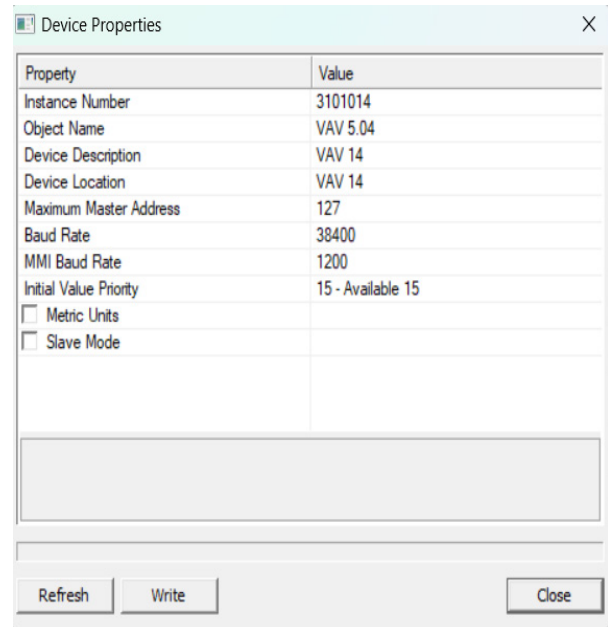 Device Properties
Property Value
Instance Number 3101014
Object Name VAV 5.04
Device Description VAV 14
Device Location VAV 14
Maximum Master Address 127
Baud Rate 38400
MMI Baud Rate 1200
Initial Value Priority 15 - Available 15
Metric Units
Slave Mode
Refresh Write Close